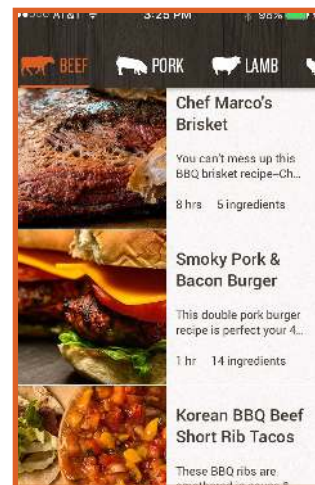 AT&T 3:25 PM 98%
BEEF PORK LAMB
Chef Marco's
Brisket
You can't mess up this
BBQ brisket recipe–Ch...
8 hrs 5 ingredients
Smoky Pork &
Bacon Burger
This double pork burger
recipe is perfect your 4...
1 hr 14 ingredients
Korean BBQ Beef
Short Rib Tacos
These BBQ ribs are